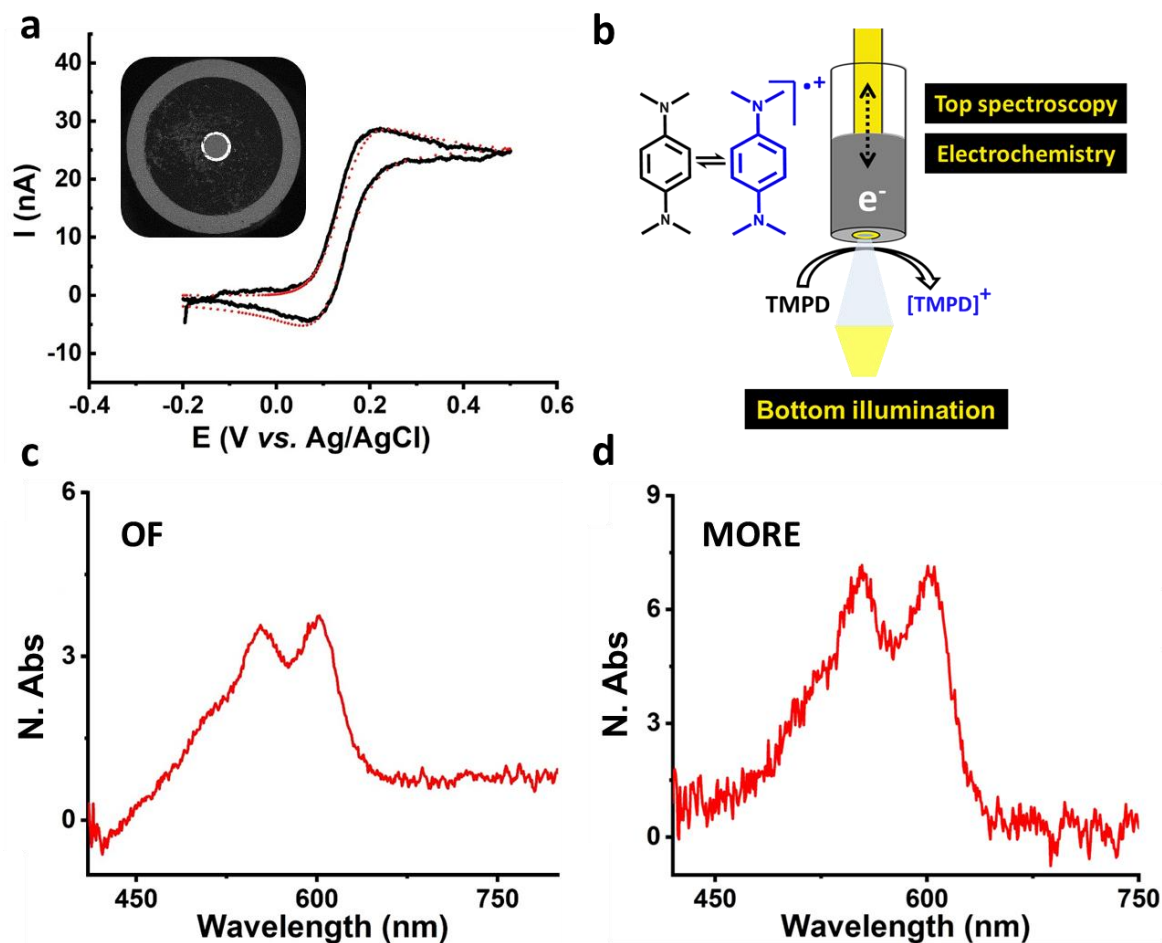 a
40
30
20
10
0
-10
I (nA)
-0.4 -0.2 0.0 0.2 0.4 0.6
E (V vs. Ag/AgCl)
b
N
N
N
N
•+
e-
Top spectroscopy
Electrochemistry
TMPD
[TMPD]+
Bottom illumination
c
OF
6
3
0
N. Abs
450 600 750
Wavelength (nm)
d
MORE
9
6
3
0
N. Abs
450 600 750
Wavelength (nm)